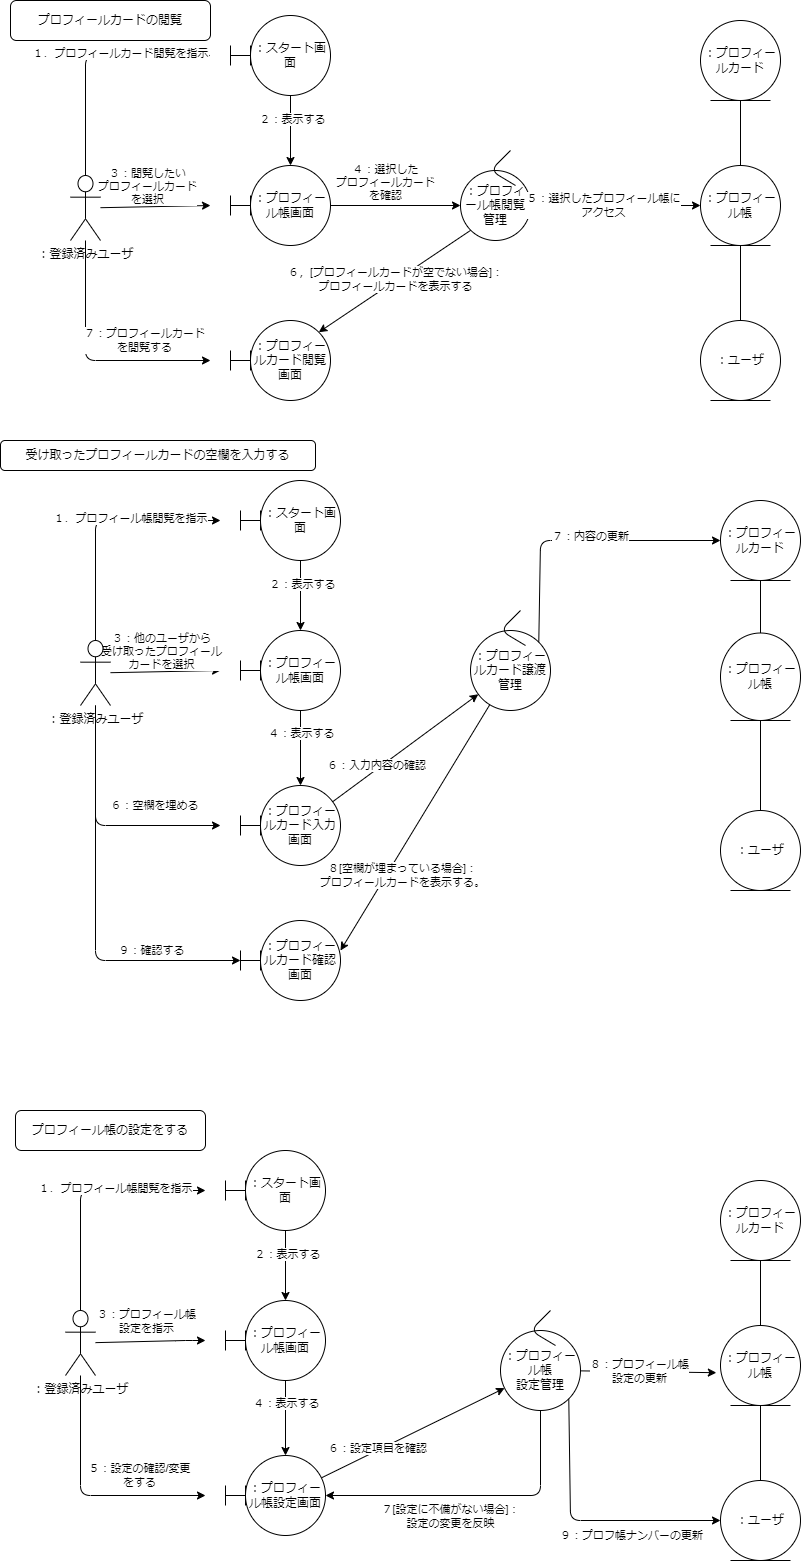 プロフィールカードの閲覧
1．プロフィールカード閲覧を指示
：スタート画
面
：プロフィ
ールカード
2：表示する
3：閲覧したい
プロフィールカード
を選択
：登録済みユーザ
：プロフィー
ル帳画面
4：選択した
プロフィールカード
を確認
：プロフィ
ール帳閲覧
管理
5：選択したプロフィール帳に
アクセス
：プロフィー
ル帳
6，[プロフィールカードが空でない場合]：
プロフィールカードを表示する
7：プロフィールカード
を閲覧する
：プロフィ
ールカード閲覧
画面
：ユーザ
受け取ったプロフィールカードの空欄を入力する
1．プロフィール帳閲覧を指示
：スタート画
面
7：内容の更新
：プロフィ
ールカード
2：表示する
3：他のユーザから
受け取ったプロフィール
カードを選択
：登録済みユーザ
：プロフィー
ル帳画面
：プロフィー
ルカード譲渡
管理
：プロフィー
ル帳
4：表示する
6：入力内容の確認
6：空欄を埋める
：プロフィ
ールカード入力
画面
：ユーザ
8[空欄が埋まっている場合]：
プロフィールカードを表示する。
9：確認する
：プロフィ
ールカード確認
画面
プロフィール帳の設定をする
1．プロフィール帳閲覧を指示
：スタート画
面
：プロフィ
ールカード
2：表示する
3：プロフィール帳
設定を指示
：登録済みユーザ
：プロフィー
ル帳画面
：プロフィー
ル帳
設定管理
8：プロフィール帳
設定の更新
：プロフィー
ル帳
4：表示する
6：設定項目を確認
5：設定の確認/変更
をする
：プロフィー
ル帳設定画面
7[設定に不備がない場合]：
設定の変更を反映
9：プロフ帳ナンバーの更新
：ユーザ